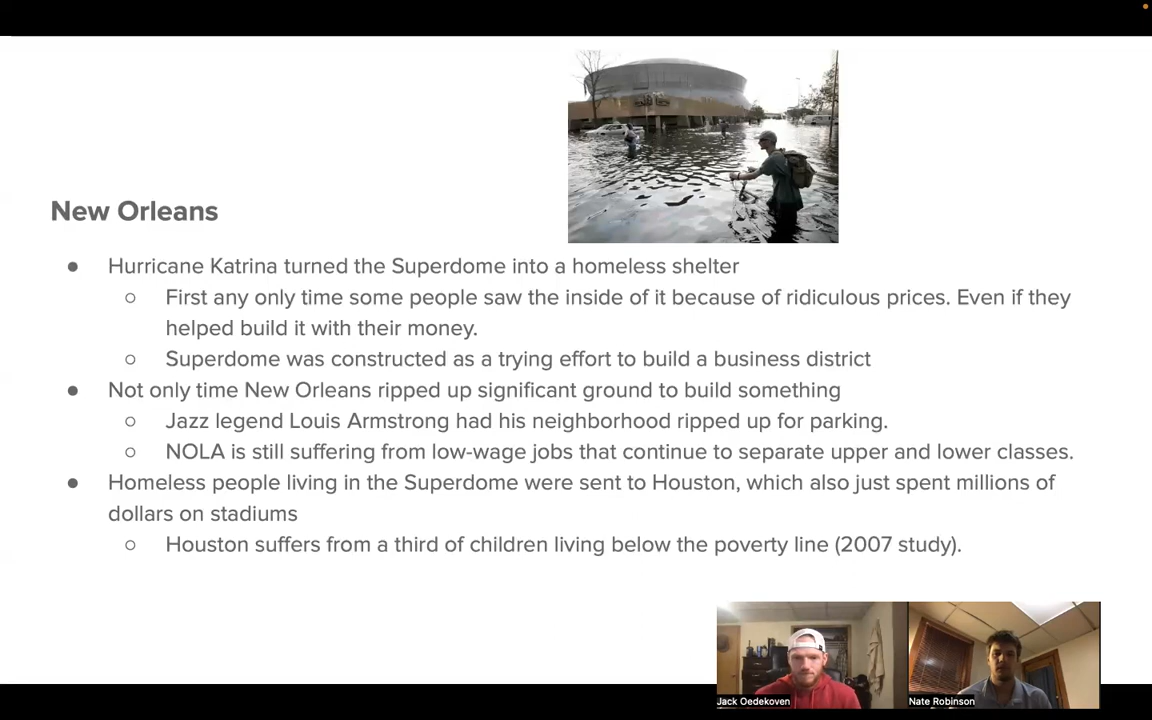 New Orleans
● Hurricane Katrina turned the Superdome into a homeless shelter
○ First any only time some people saw the inside of it because of ridiculous prices. Even if they
helped build it with their money.
○ Superdome was constructed as a trying effort to build a business district
● Not only time New Orleans ripped up significant ground to build something
○ Jazz legend Louis Armstrong had his neighborhood ripped up for parking.
○ NOLA is still suffering from low-wage jobs that continue to separate upper and lower classes.
● Homeless people living in the Superdome were sent to Houston, which also just spent millions of
dollars on stadiums
○ Houston suffers from a third of children living below the poverty line (2007 study).
Jack Oedekoven
Nate Robinson